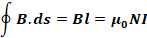 ∮ B.ds = Bl = μ₀NI